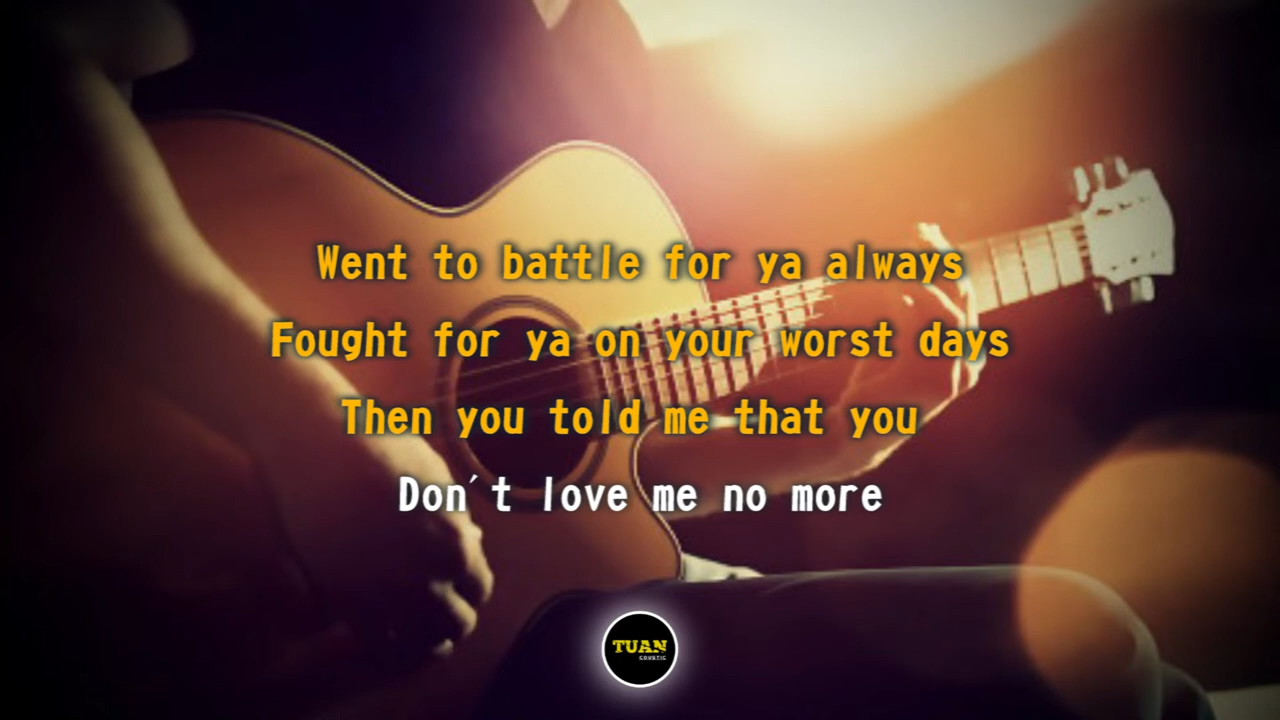 Went to battle for ya always
Fought for ya on your worst days
Then you told me that you
Don't love me no more
TUAN